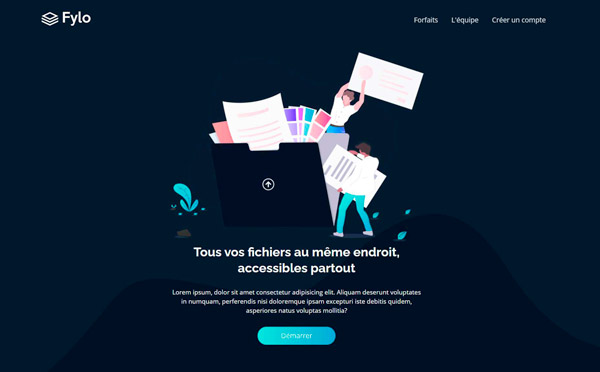 Fylo
Forfaits
L'équipe
Créer un compte
Tous vos fichiers au même endroit,
accessibles partout
Lorem ipsum, dolor sit amet consectetur adipisicing elit. Aliquam deserunt voluptates
in numquam, perferendis nisi doloremque ipsam excepturi iste debitis quidem,
asperiores natus voluptas mollitia?
Démarrer